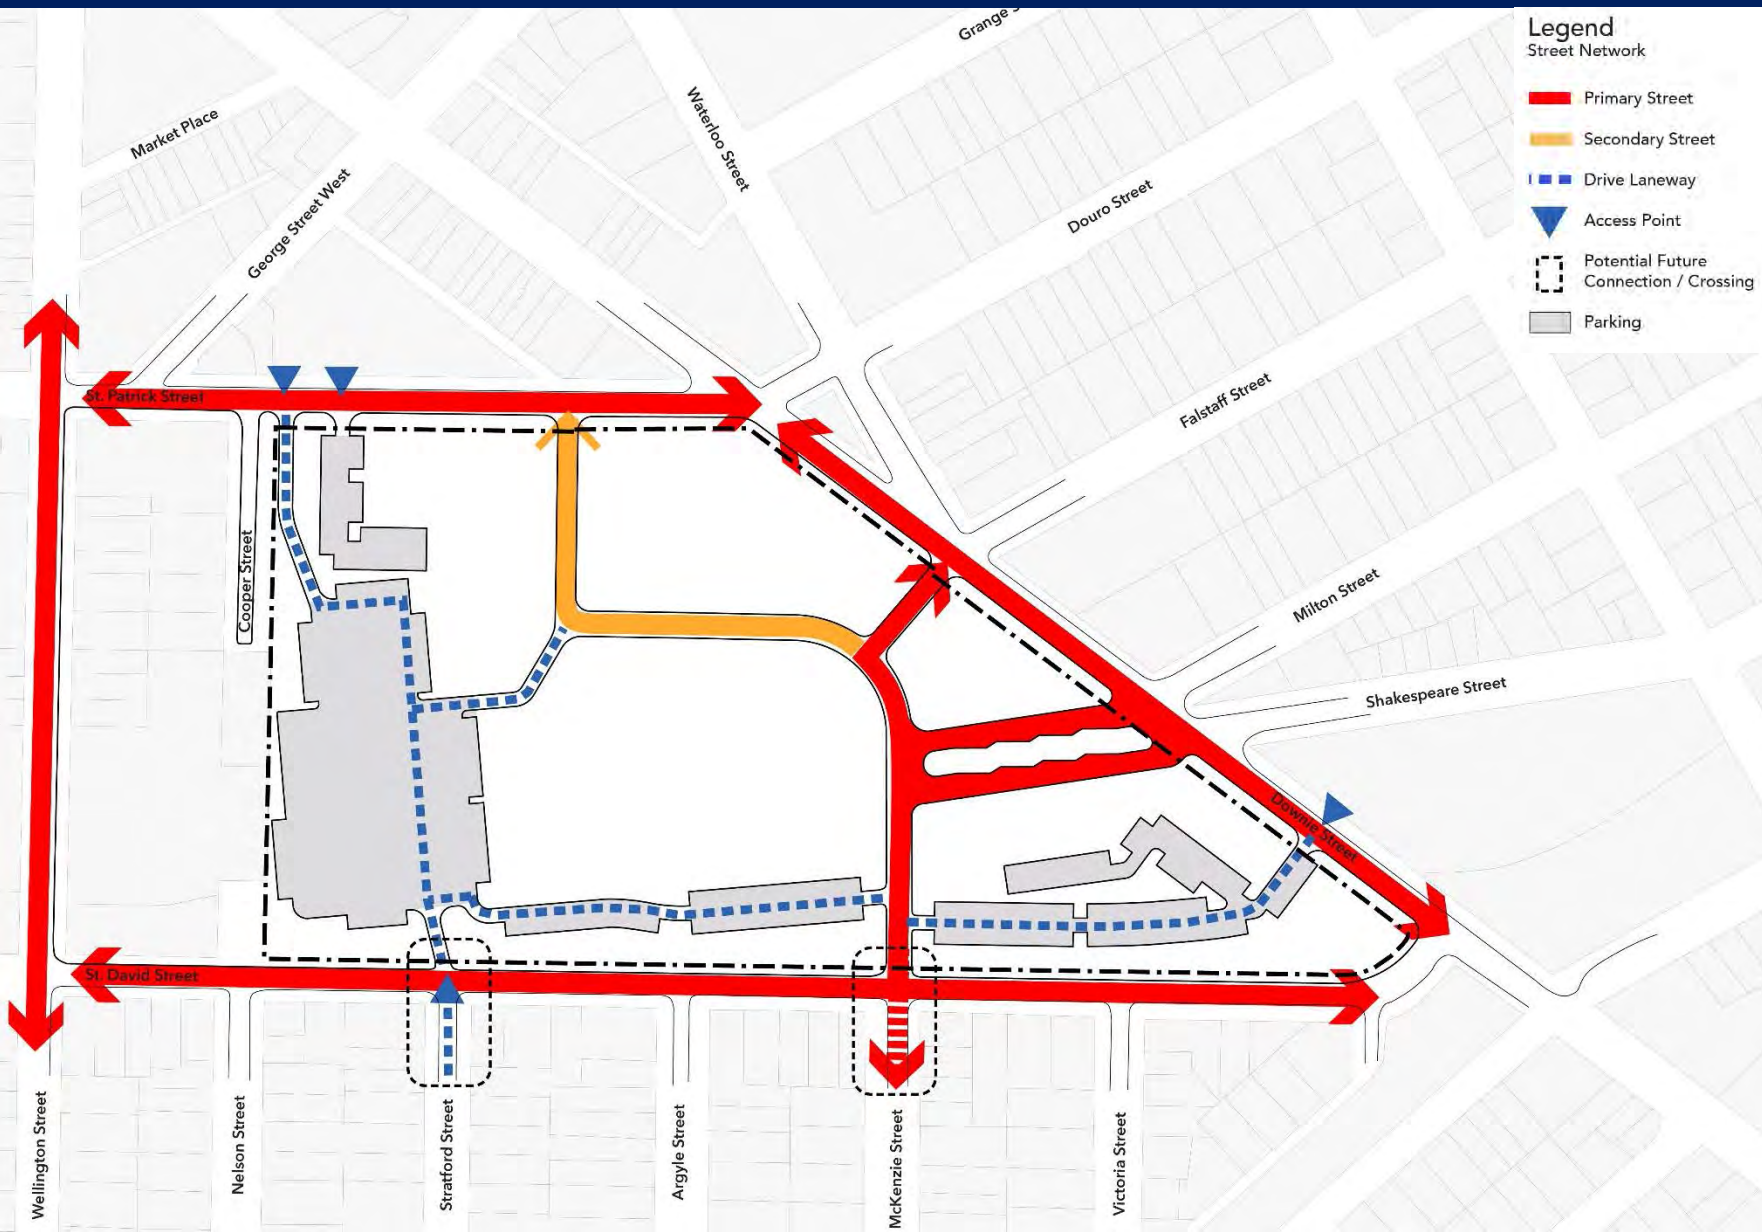 Legend
Street Network
Primary Street
Secondary Street
Drive Laneway
Access Point
Potential Future
Connection / Crossing
Parking
Grange
Market Place
Waterloo Street
George Street West
Douro Street
St. Patrick Street
Falstaff Street
Cooper Street
Milton Street
Shakespeare Street
Downie Street
St. David Street
Wellington Street
Nelson Street
Stratford Street
Argyle Street
McKenzie Street
Victoria Street